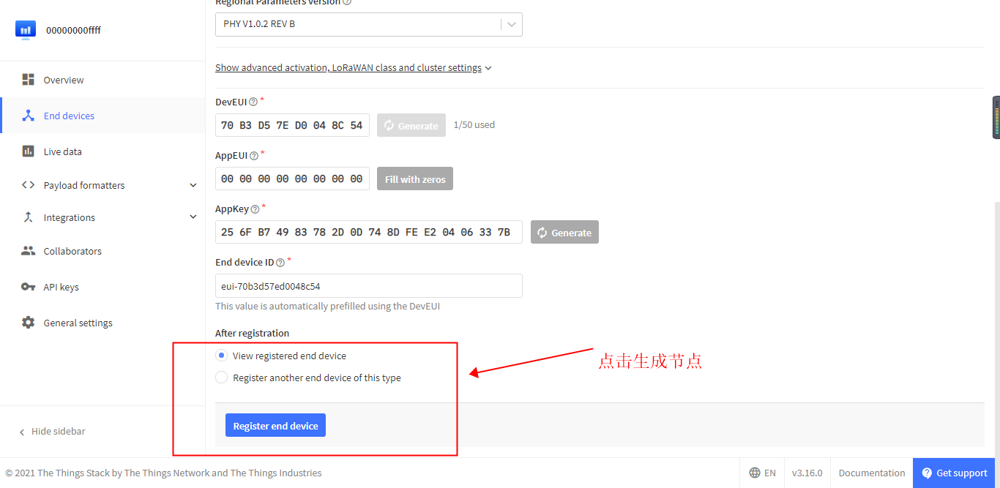 Regional Parameters version
00000000ffff
PHY V1.0.2 REV B
Show advanced activation, LoRaWAN class and cluster settings
Overview
DevEUI *
End devices
70 B3 D5 7E D0 04 8C 54 Generate 1/50 used
Live data
AppEUI *
00 00 00 00 00 00 00 00 Fill with zeros
Payload formatters
AppKey *
Integrations
25 6F B7 49 83 78 2D 0D 74 8D FE E2 04 06 33 7B Generate
Collaborators
End device ID *
API keys
eui-70b3d57ed0048c54
This value is automatically prefilled using the DevEUI
General settings
After registration
View registered end device
点击生成节点
Register another end device of this type
Register end device
Hide sidebar
© 2021 The Things Stack by The Things Network and The Things Industries
EN v3.16.0 Documentation Get support